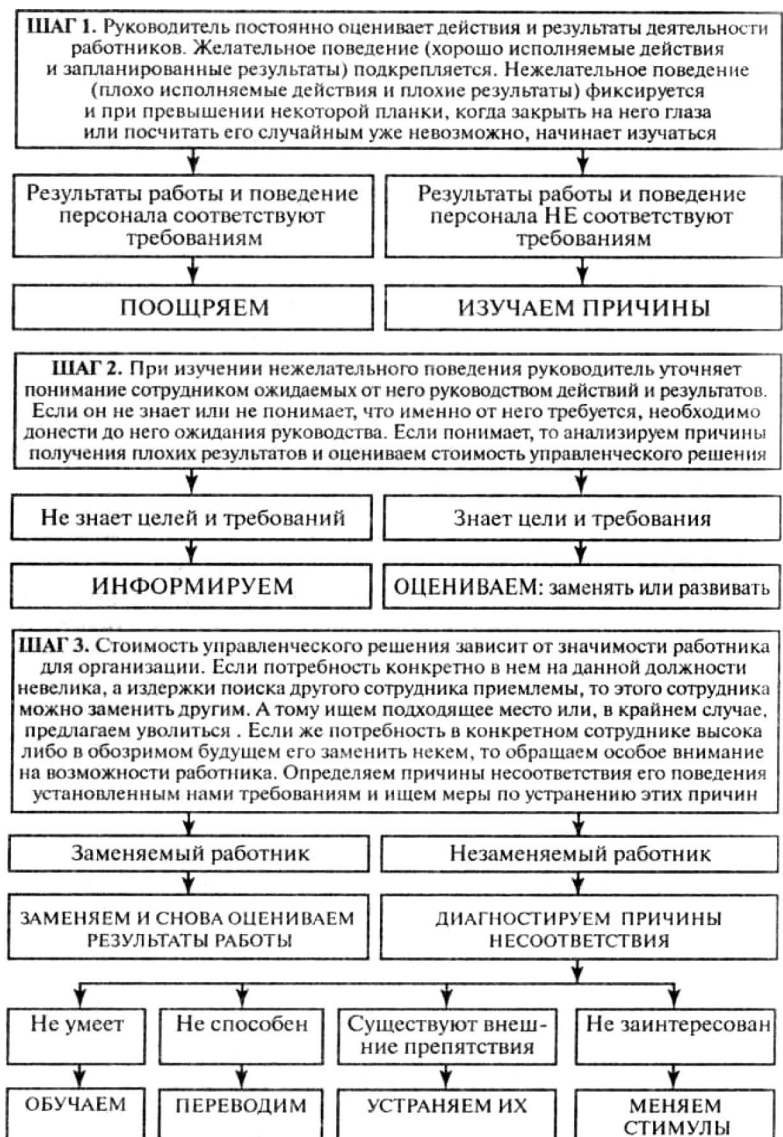 ШАГ 1. Руководитель постоянно оценивает действия и результаты деятельности
работников. Желательное поведение (хорошо исполняемые действия
и запланированные результаты) подкрепляется. Нежелательное поведение
(плохо исполняемые действия и плохие результаты) фиксируется
и при превышении некоторой планки, когда закрыть на него глаза
или посчитать его случайным уже невозможно, начинает изучаться
Результаты работы и поведение
персонала соответствуют
требованиям
Результаты работы и поведение
персонала НЕ соответствуют
требованиям
ПООЩРЯЕМ
ИЗУЧАЕМ ПРИЧИНЫ
ШАГ 2. При изучении нежелательного поведения руководитель уточняет
понимание сотрудником ожидаемых от него руководством действий и результатов.
Если он не знает или не понимает, что именно от него требуется, необходимо
донести до него ожидания руководства. Если понимает, то анализируем причины
получения плохих результатов и оцениваем стоимость управленческого решения
Не знает целей и требований
Знает цели и требования
ИНФОРМИРУЕМ
ОЦЕНИВАЕМ: заменять или развивать
ШАГ 3. Стоимость управленческого решения зависит от значимости работника
для организации. Если потребность конкретно в нем на данной должности
невелика, а издержки поиска другого сотрудника приемлемы, то этого сотрудника
можно заменить другим. А тому ищем подходящее место или, в крайнем случае,
предлагаем уволиться . Если же потребность в конкретном сотруднике высока
либо в обозримом будущем его заменить некем, то обращаем особое внимание
на возможности работника. Определяем причины несоответствия его поведения
установленным нами требованиям и ищем меры по устранению этих причин
Заменяемый работник
Незаменяемый работник
ЗАМЕНЯЕМ И СНОВА ОЦЕНИВАЕМ
РЕЗУЛЬТАТЫ РАБОТЫ
ДИАГНОСТИРУЕМ ПРИЧИНЫ
НЕСООТВЕТСТВИЯ
Не умеет
Не способен
Существуют внеш-
ние препятствия
Не заинтересован
ОБУЧАЕМ
ПЕРЕВОДИМ
УСТРАНЯЕМ ИХ
МЕНЯЕМ
СТИМУЛЫ